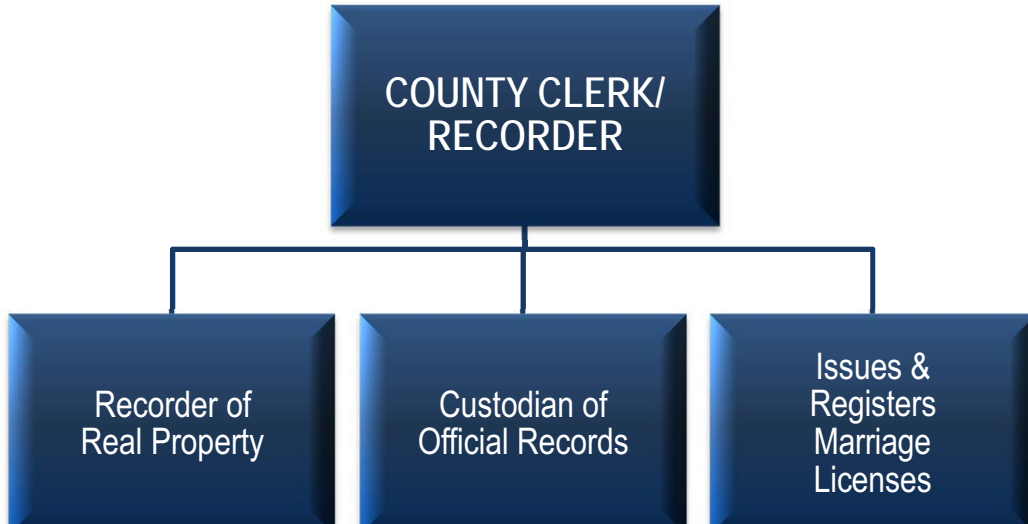 COUNTY CLERK/
RECORDER
Recorder of
Real Property
Custodian of
Official Records
Issues &
Registers
Marriage
Licenses